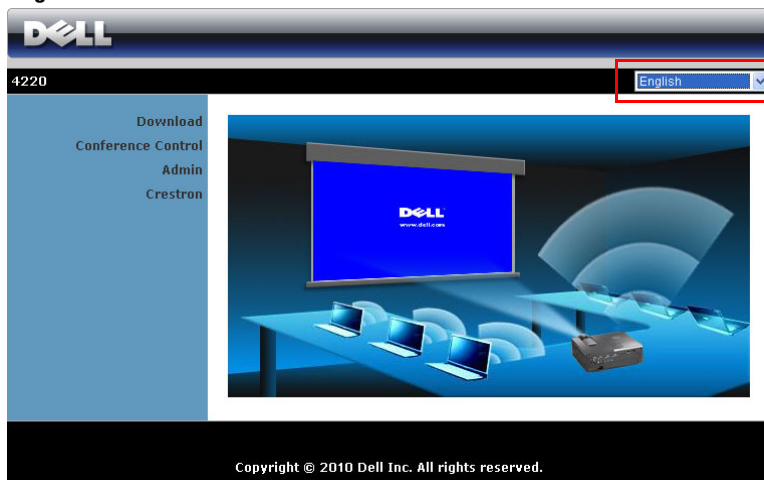 DELL
4220
English
Download
Conference Control
Admin
Crestron
DELL
www.dell.com
Copyright © 2010 Dell Inc. All rights reserved.